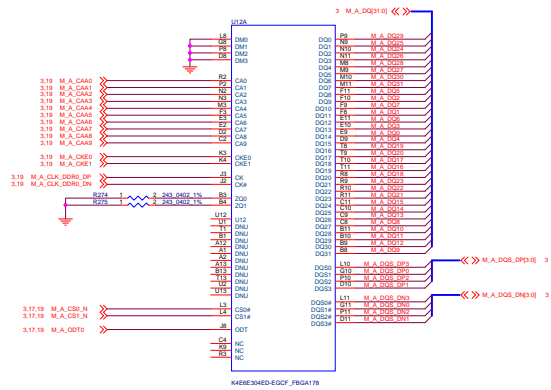 3 M_A_DQ[31:0]
U12A
L8 DM0 DQ0 P9 M_A_DQ29
G8 DM1 DQ1 N9 M_A_DQ25
P8 DM2 DQ2 N10 M_A_DQ24
D8 DM3 DQ3 N11 M_A_DQ26
DQ4 M8 M_A_DQ28
DQ5 M9 M_A_DQ27
3,19 M_A_CAA0 R2 CA0 DQ6 M10 M_A_DQ30
3,19 M_A_CAA1 P2 CA1 DQ7 M11 M_A_DQ31
3,19 M_A_CAA2 N2 CA2 DQ8 F11 M_A_DQ5
3,19 M_A_CAA3 N3 CA3 DQ9 F10 M_A_DQ2
3,19 M_A_CAA4 M3 CA4 DQ10 F9 M_A_DQ7
3,19 M_A_CAA5 F3 CA5 DQ11 F8 M_A_DQ1
3,19 M_A_CAA6 E3 CA6 DQ12 E11 M_A_DQ6
3,19 M_A_CAA7 E2 CA7 DQ13 E10 M_A_DQ3
3,19 M_A_CAA8 D2 CA8 DQ14 E9 M_A_DQ0
3,19 M_A_CAA9 C2 CA9 DQ15 D9 M_A_DQ4
DQ16 T8 M_A_DQ19
DQ17 T9 M_A_DQ20
3,19 M_A_CKE0 K3 CKE0 DQ18 T10 M_A_DQ17
3,19 M_A_CKE1 K4 CKE1 DQ19 T11 M_A_DQ16
DQ20 R8 M_A_DQ18
3,19 M_A_CLK_DDR0_DP J3 CK DQ21 R9 M_A_DQ23
3,19 M_A_CLK_DDR0_DN J2 CK# DQ22 R10 M_A_DQ22
DQ23 R11 M_A_DQ21
R274 1 2 243_0402_1% B3 ZQ0 DQ24 C11 M_A_DQ15
R275 1 2 243_0402_1% B4 ZQ1 DQ25 C10 M_A_DQ14
DQ26 C9 M_A_DQ13
U12 U12 DQ27 C8 M_A_DQ8
U1 DNU DQ28 B11 M_A_DQ11
T1 DNU DQ29 B10 M_A_DQ10
B1 DNU DQ30 B9 M_A_DQ12
A12 DNU DQ31 B8 M_A_DQ9
A1 DNU
A2 DNU
A13 DNU DQS0 L10 M_A_DQS_DP3 M_A_DQS_DP[3:0] 3
B13 DNU DQS1 G10 M_A_DQS_DP0
T13 DNU DQS2 P10 M_A_DQS_DP2
U2 DNU DQS3 D10 M_A_DQS_DP1
U13 DNU
DQS0# L11 M_A_DQS_DN3 M_A_DQS_DN[3:0] 3
3,17,19 M_A_CS0_N L3 CS0# DQS1# G11 M_A_DQS_DN0
3,17,19 M_A_CS1_N L4 CS1# DQS2# P11 M_A_DQS_DN2
DQS3# D11 M_A_DQS_DN1
3,17,19 M_A_ODT0 J8 ODT
C4 NC
K9 NC
R3 NC
K4E6E304ED-EGCF_FBGA178